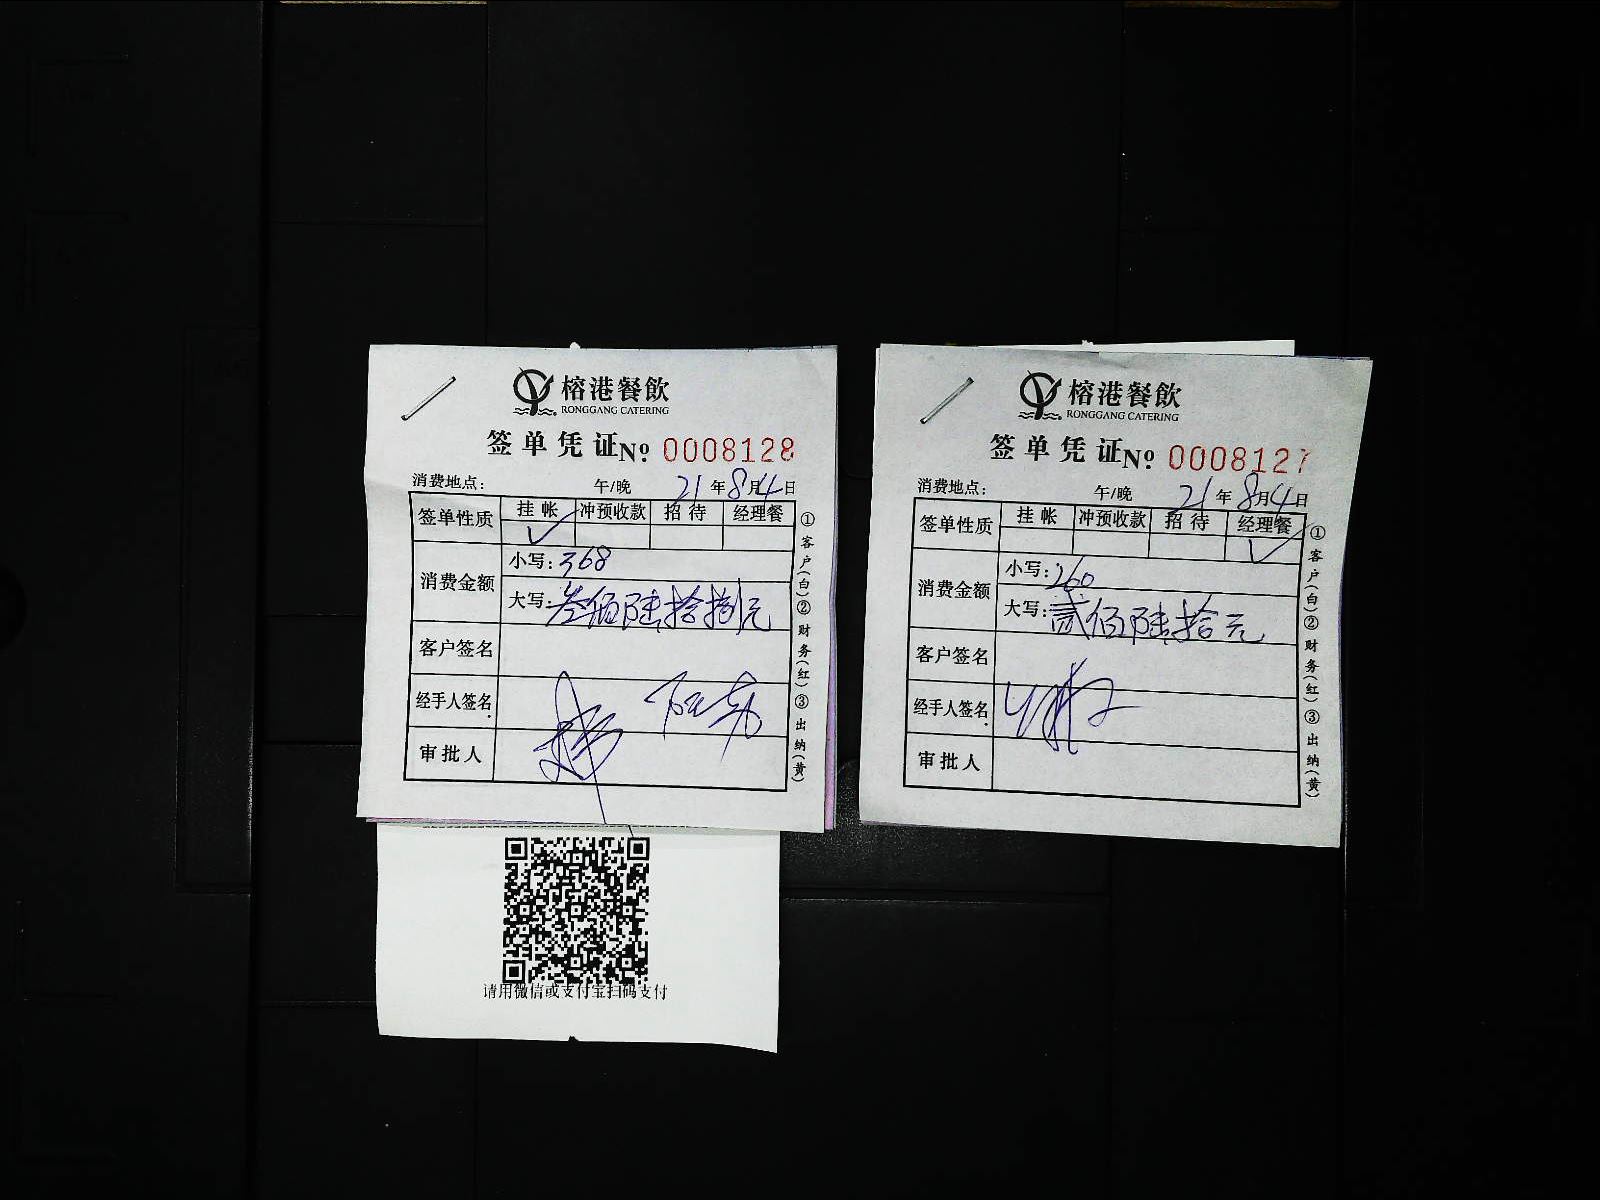 榕港餐飲
RONGGANG CATERING
签单凭证 Nº 0008128
消费地点： 午/晚 21年8月4日
签单性质 挂帐 冲预收款 招待 经理餐
✓
消费金额 小写：368
大写：叁佰陆拾捌元
客户签名
经手人签名
审批人
①客户(白)②财务(红)③出纳(黄)
请用微信或支付宝扫码支付
榕港餐飲
RONGGANG CATERING
签单凭证 Nº 0008127
消费地点： 午/晚 21年8月4日
签单性质 挂帐 冲预收款 招待 经理餐
✓
消费金额 小写：260
大写：贰佰陆拾元
客户签名
经手人签名
审批人
①客户(白)②财务(红)③出纳(黄)